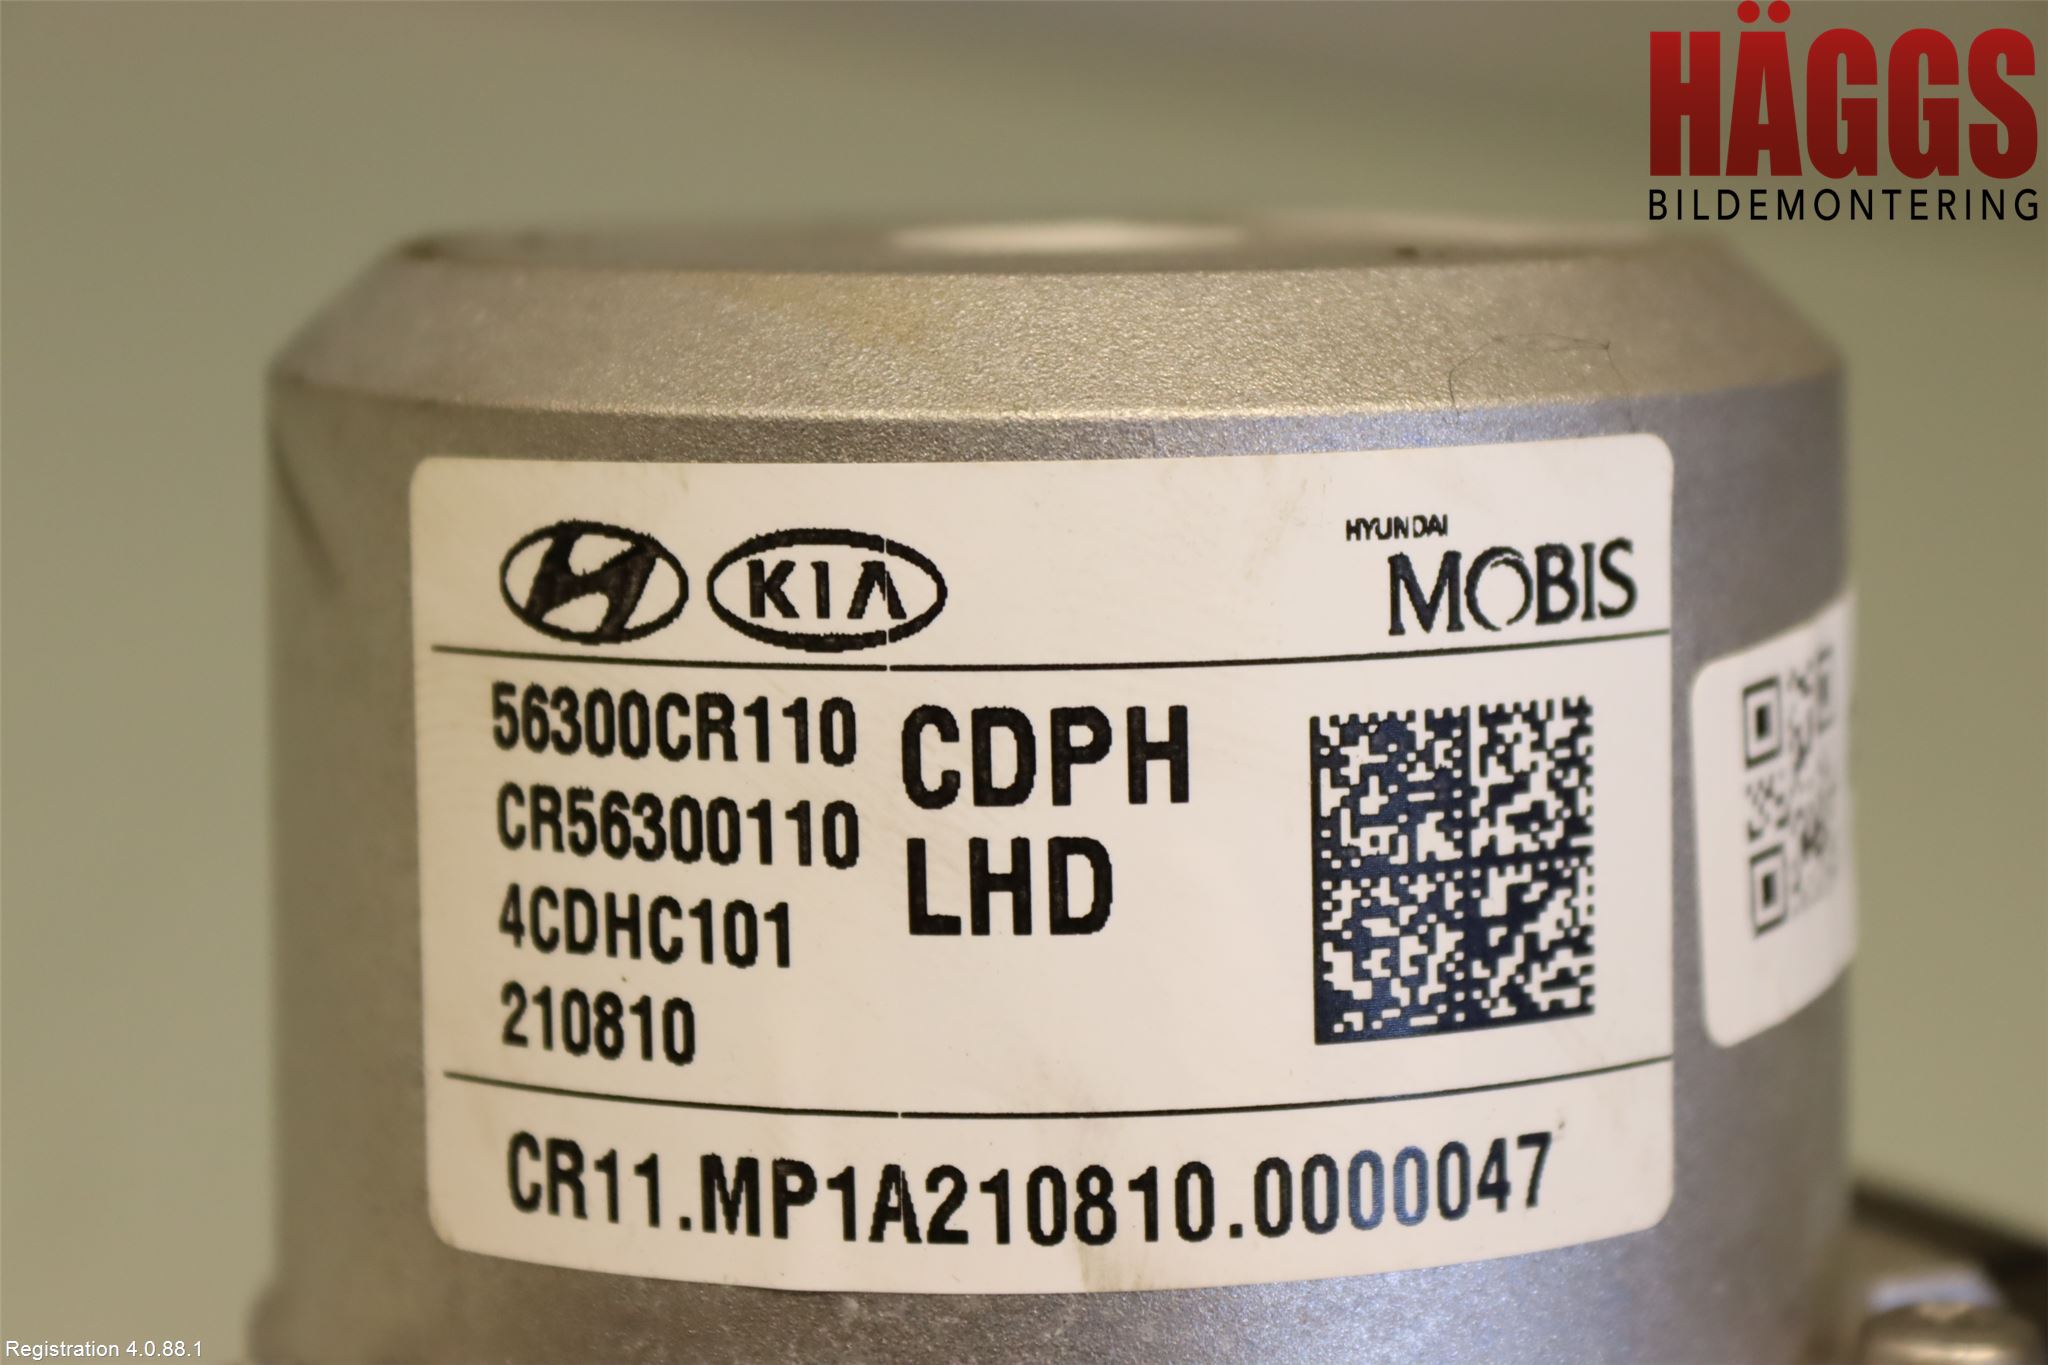 HÄGGS
BILDEMONTERING
KIA
HYUNDAI
MOBIS
56300CR110
CR56300110
4CDHC101
210810
CDPH
LHD
CR11.MP1A210810.0000047
Registration 4.0.88.1